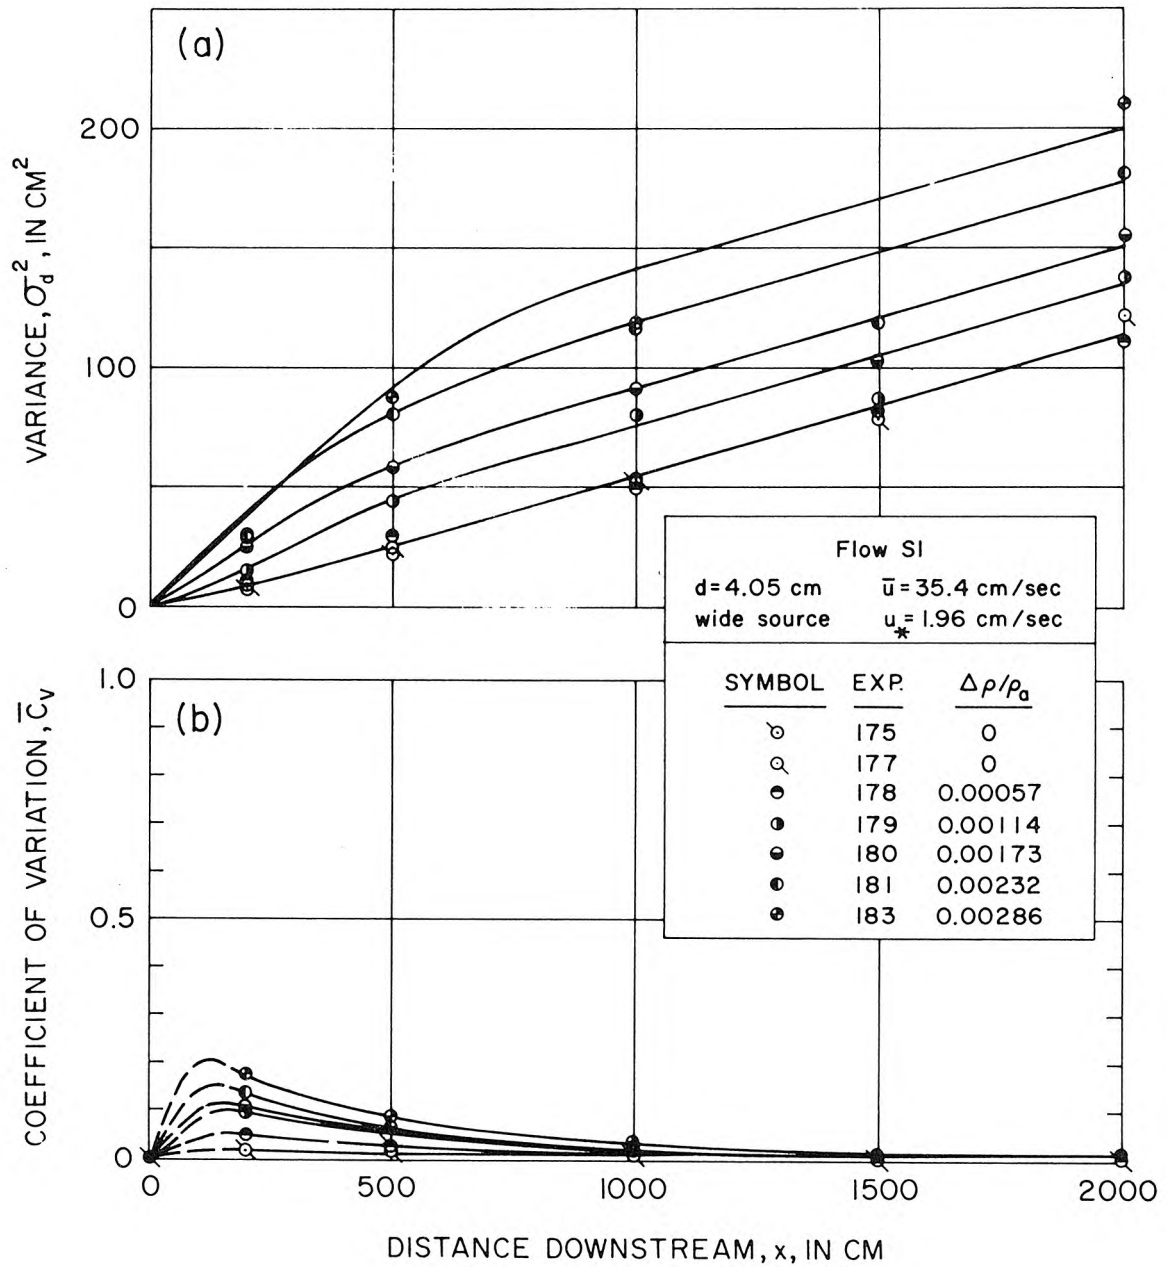 (a)
200
100
0
VARIANCE, σd², IN CM²
Flow S1
d=4.05 cm ū=35.4 cm/sec
wide source u*=1.96 cm/sec
SYMBOL EXP. Δρ/ρa
175 0
177 0
178 0.00057
179 0.00114
180 0.00173
181 0.00232
183 0.00286
(b)
1.0
0.5
0
COEFFICIENT OF VARIATION, C̄v
0 500 1000 1500 2000
DISTANCE DOWNSTREAM, x, IN CM